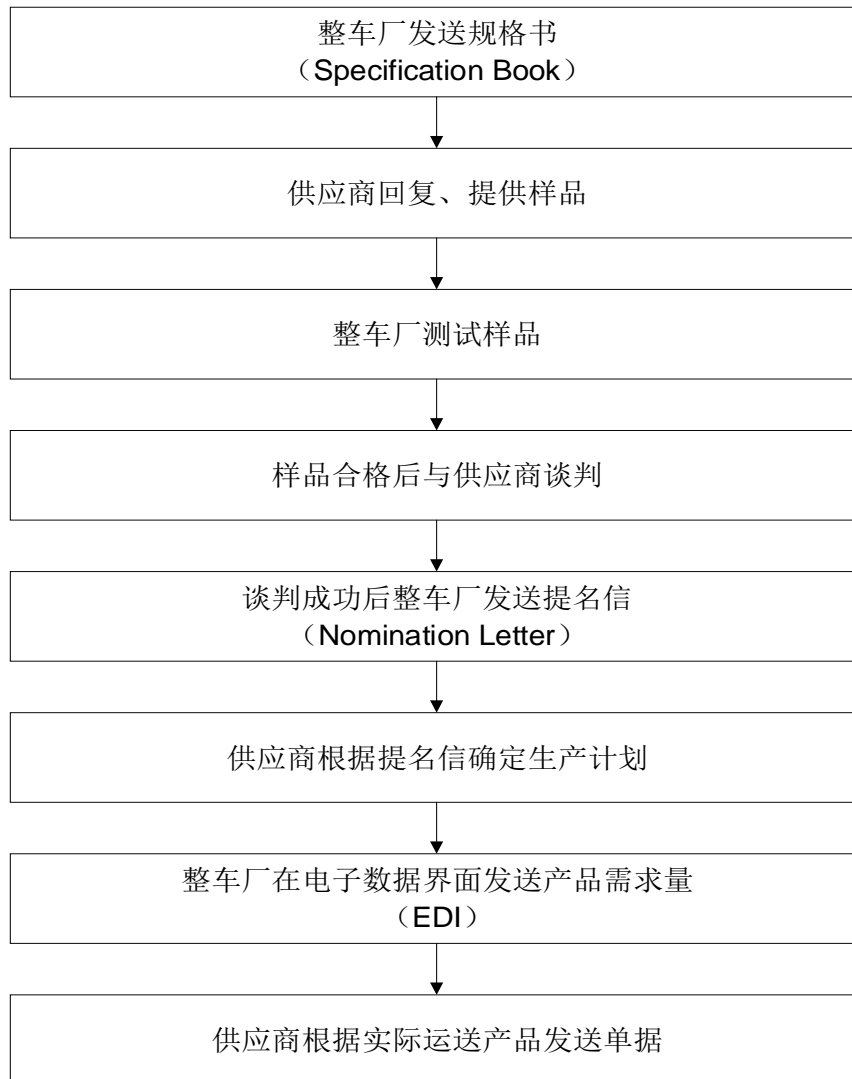 整车厂发送规格书
（Specification Book）
供应商回复、提供样品
整车厂测试样品
样品合格后与供应商谈判
谈判成功后整车厂发送提名信
（Nomination Letter）
供应商根据提名信确定生产计划
整车厂在电子数据界面发送产品需求量
（EDI）
供应商根据实际运送产品发送单据